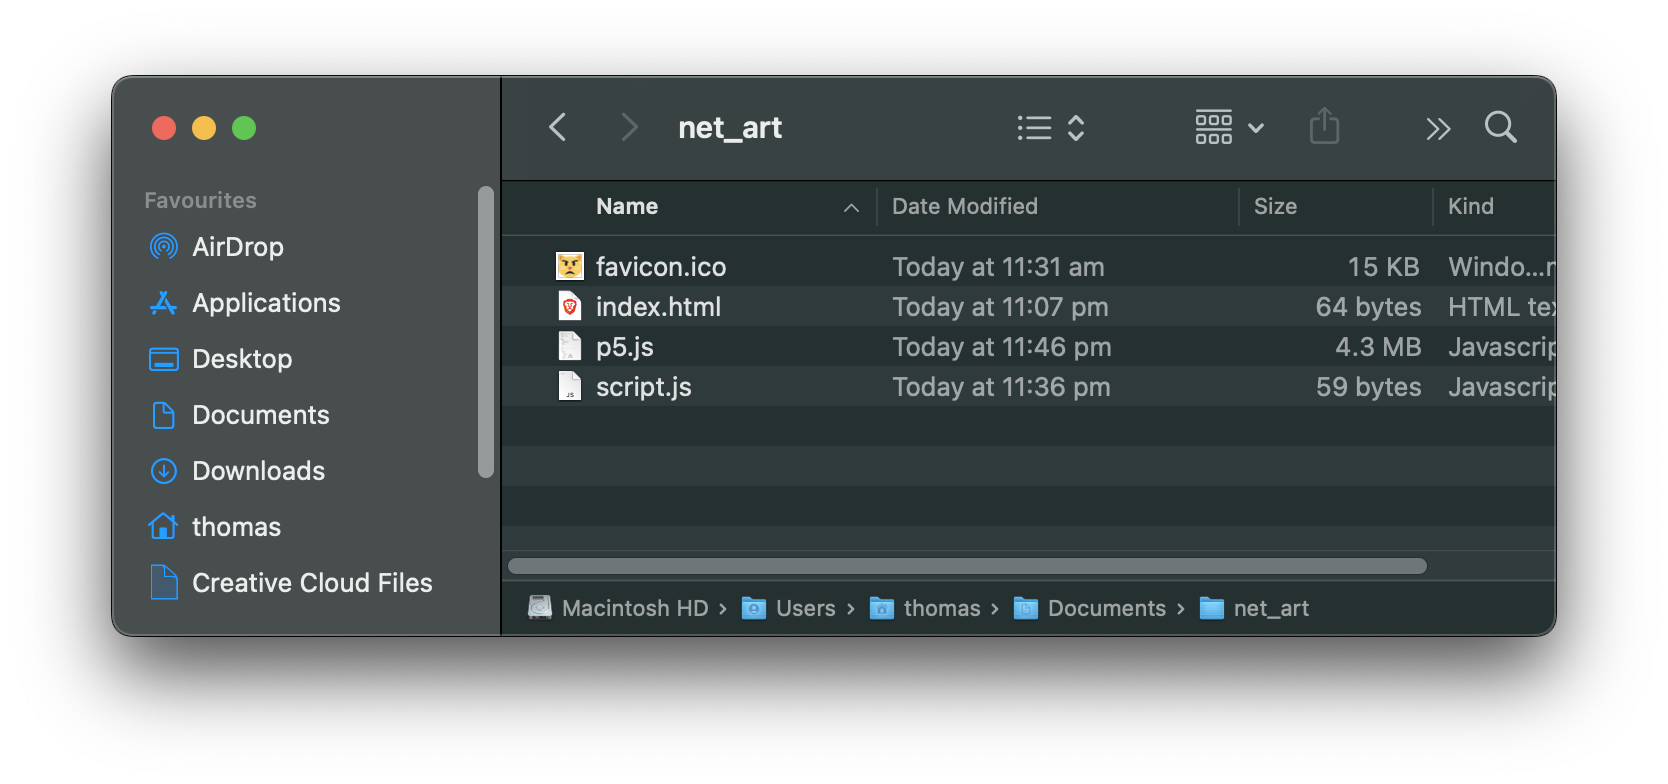 net_art
Favourites
AirDrop
Applications
Desktop
Documents
Downloads
thomas
Creative Cloud Files
Name Date Modified Size Kind
favicon.ico Today at 11:31 am 15 KB Windo...r
index.html Today at 11:07 pm 64 bytes HTML tex
p5.js Today at 11:46 pm 4.3 MB Javascrip
script.js Today at 11:36 pm 59 bytes Javascrip
Macintosh HD › Users › thomas › Documents › net_art